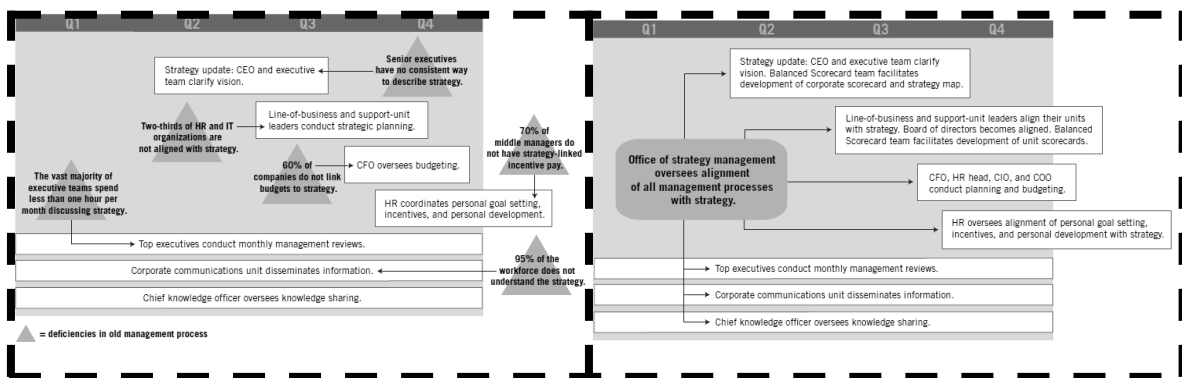 Q1 Q2 Q3 Q4
Senior executives
have no consistent way
to describe strategy.
Strategy update: CEO and executive
team clarify vision.
Two-thirds of HR and IT
organizations are
not aligned with strategy.
Line-of-business and support-unit
leaders conduct strategic planning.
60% of
companies do not link
budgets to strategy.
CFO oversees budgeting.
70% of
middle managers do
not have strategy-linked
incentive pay.
The vast majority of
executive teams spend
less than one hour per
month discussing strategy.
HR coordinates personal goal setting,
incentives, and personal development.
Top executives conduct monthly management reviews.
Corporate communications unit disseminates information.
95% of the
workforce does not
understand the strategy.
Chief knowledge officer oversees knowledge sharing.
= deficiencies in old management process
Q1 Q2 Q3 Q4
Strategy update: CEO and executive team clarify
vision. Balanced Scorecard team facilitates
development of corporate scorecard and strategy map.
Line-of-business and support-unit leaders align their units
with strategy. Board of directors becomes aligned. Balanced
Scorecard team facilitates development of unit scorecards.
Office of strategy management
oversees alignment
of all management processes
with strategy.
CFO, HR head, CIO, and COO
conduct planning and budgeting.
HR oversees alignment of personal goal setting,
incentives, and personal development with strategy.
Top executives conduct monthly management reviews.
Corporate communications unit disseminates information.
Chief knowledge officer oversees knowledge sharing.